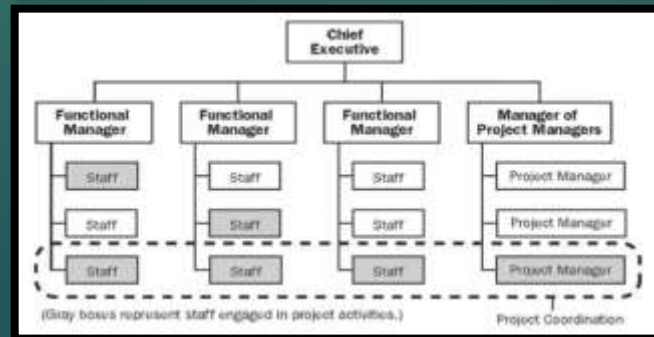 Chief
Executive
Functional
Manager
Functional
Manager
Functional
Manager
Manager of
Project Managers
Staff
Staff
Staff
Project Manager
Staff
Staff
Staff
Project Manager
Staff
Staff
Staff
Project Manager
(Gray boxes represent staff engaged in project activities.)
Project Coordination